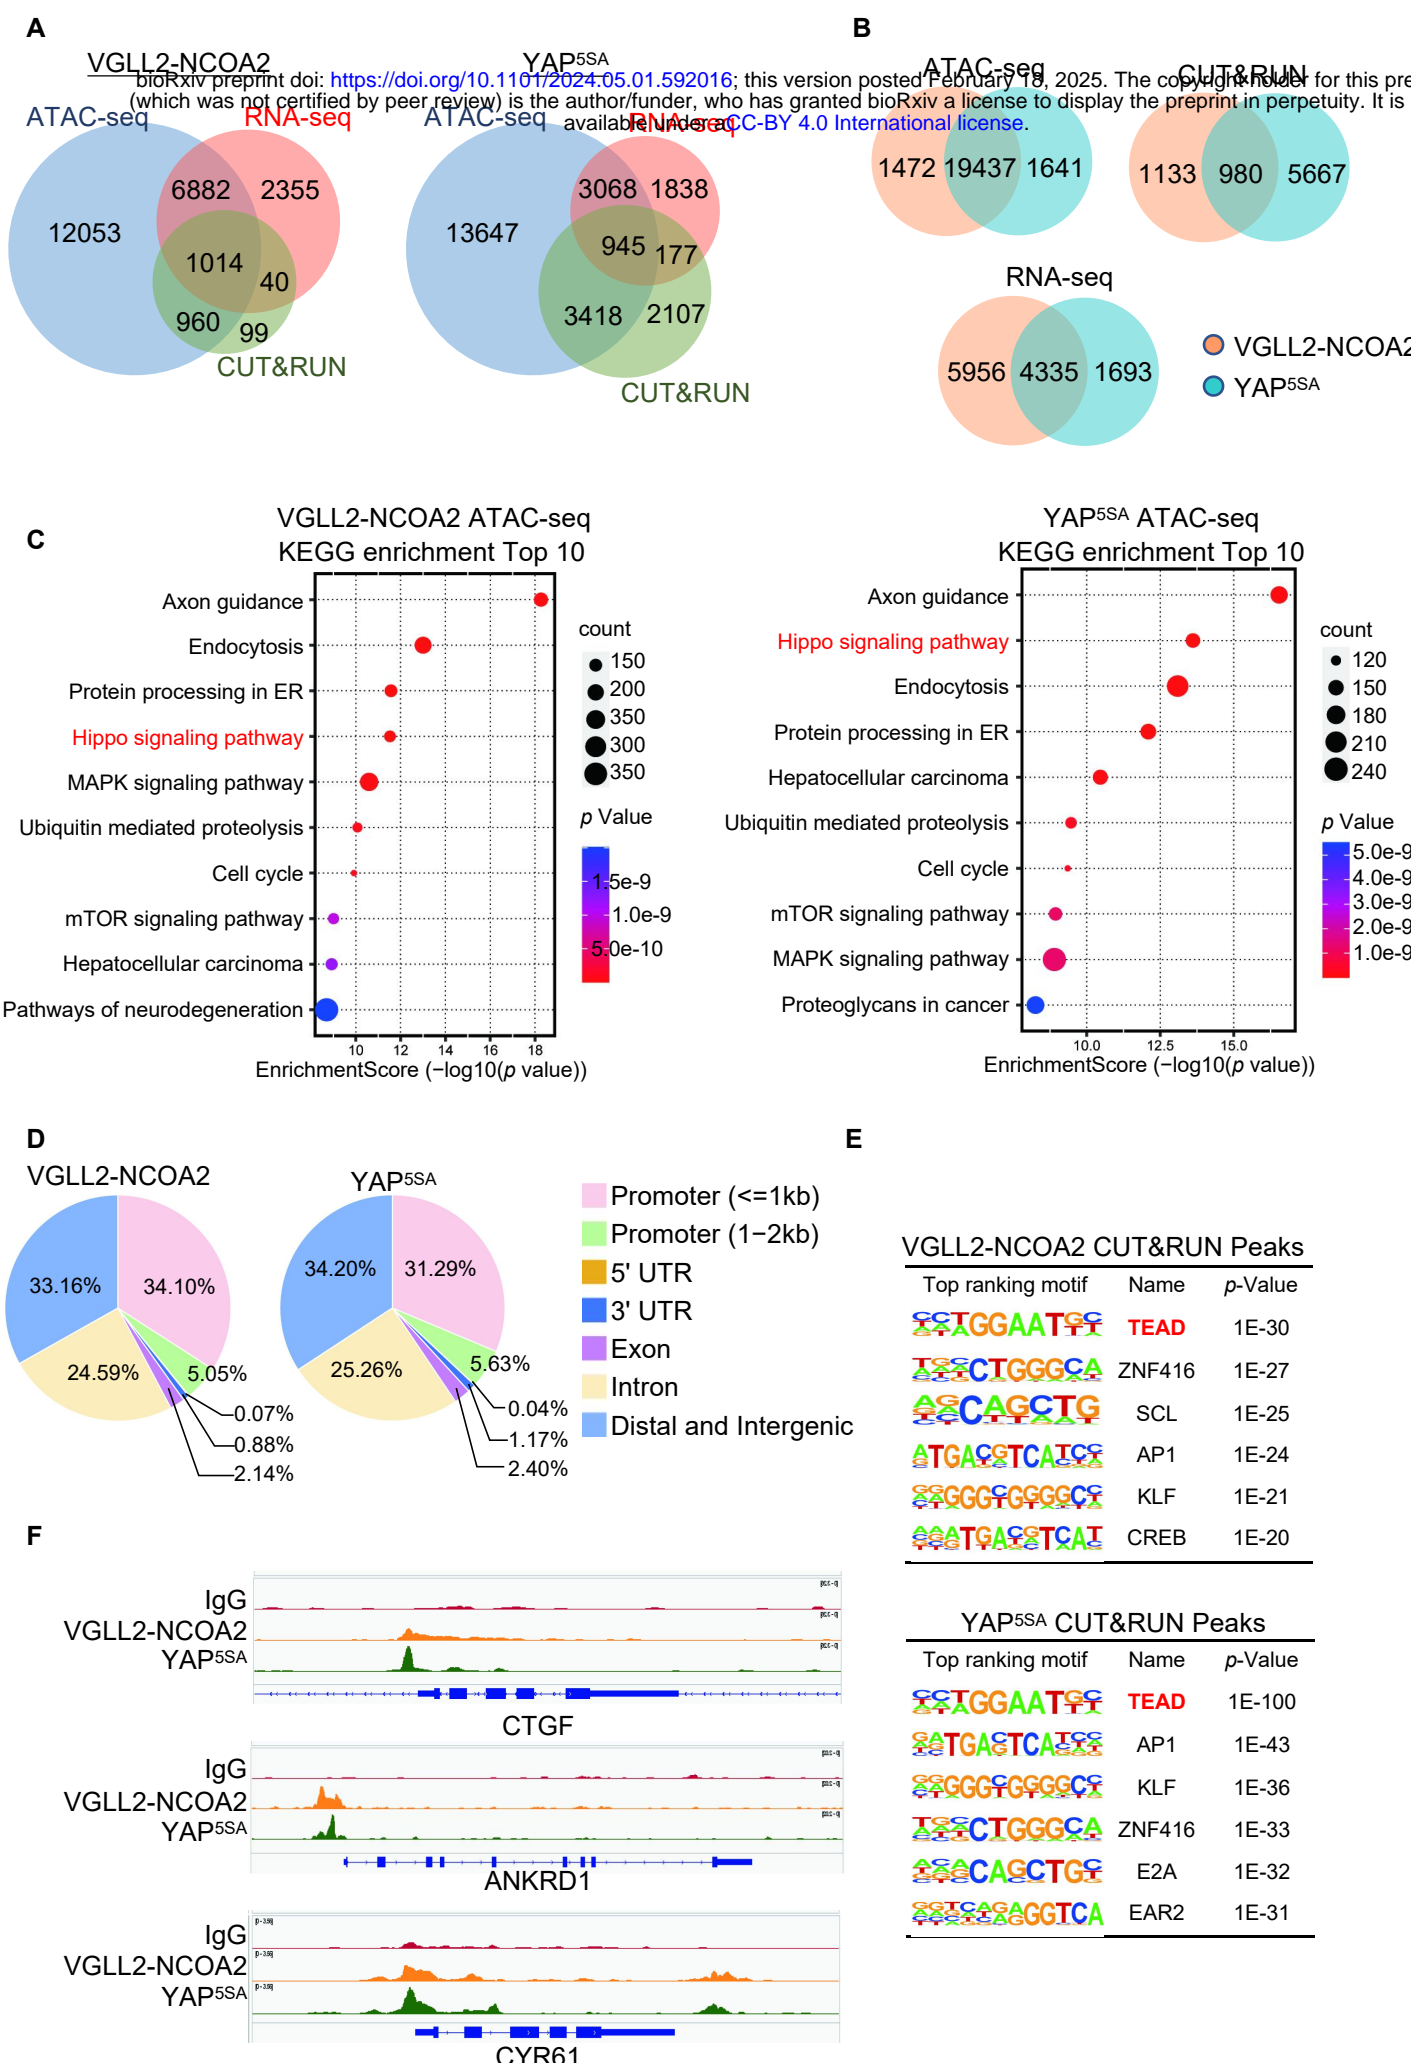 A
B
VGLL2-NCOA2
YAP5SA
ATAC-seq
CUT&RUN
bioRxiv preprint doi: https://doi.org/10.1101/2024.05.01.592016; this version posted February 18, 2025. The copyright holder for this pre
(which was not certified by peer review) is the author/funder, who has granted bioRxiv a license to display the preprint in perpetuity. It is
available under aCC-BY 4.0 International license.
ATAC-seq
RNA-seq
ATAC-seq
RNA-seq
6882
2355
12053
1014
40
960
99
CUT&RUN
3068
1838
13647
945
177
3418
2107
CUT&RUN
1472
19437
1641
1133
980
5667
RNA-seq
5956
4335
1693
VGLL2-NCOA2
YAP5SA
C
VGLL2-NCOA2 ATAC-seq
KEGG enrichment Top 10
Axon guidance
Endocytosis
Protein processing in ER
Hippo signaling pathway
MAPK signaling pathway
Ubiquitin mediated proteolysis
Cell cycle
mTOR signaling pathway
Hepatocellular carcinoma
Pathways of neurodegeneration
10 12 14 16 18
EnrichmentScore (−log10(p value))
count
150
200
350
300
350
p Value
1.5e-9
1.0e-9
5.0e-10
YAP5SA ATAC-seq
KEGG enrichment Top 10
Axon guidance
Hippo signaling pathway
Endocytosis
Protein processing in ER
Hepatocellular carcinoma
Ubiquitin mediated proteolysis
Cell cycle
mTOR signaling pathway
MAPK signaling pathway
Proteoglycans in cancer
10.0 12.5 15.0
EnrichmentScore (−log10(p value))
count
120
150
180
210
240
p Value
5.0e-9
4.0e-9
3.0e-9
2.0e-9
1.0e-9
D
VGLL2-NCOA2
33.16%
34.10%
24.59%
5.05%
0.07%
0.88%
2.14%
YAP5SA
34.20%
31.29%
25.26%
5.63%
0.04%
1.17%
2.40%
Promoter (<=1kb)
Promoter (1−2kb)
5' UTR
3' UTR
Exon
Intron
Distal and Intergenic
E
VGLL2-NCOA2 CUT&RUN Peaks
Top ranking motif Name p-Value
TEAD 1E-30
ZNF416 1E-27
SCL 1E-25
AP1 1E-24
KLF 1E-21
CREB 1E-20
YAP5SA CUT&RUN Peaks
Top ranking motif Name p-Value
TEAD 1E-100
AP1 1E-43
KLF 1E-36
ZNF416 1E-33
E2A 1E-32
EAR2 1E-31
F
IgG
VGLL2-NCOA2
YAP5SA
CTGF
IgG
VGLL2-NCOA2
YAP5SA
ANKRD1
IgG
VGLL2-NCOA2
YAP5SA
CYR61